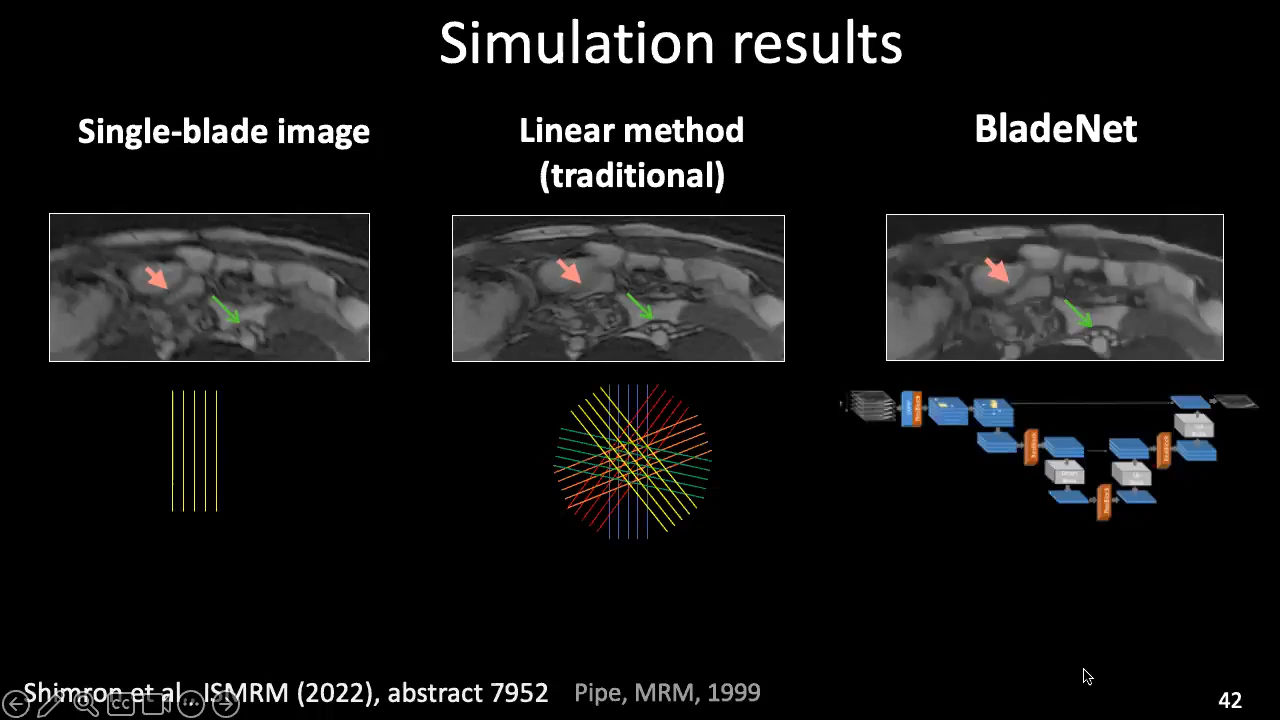 Simulation results
Single-blade image
Linear method
(traditional)
BladeNet
Shimron et al., ISMRM (2022), abstract 7952
Pipe, MRM, 1999
CC
42